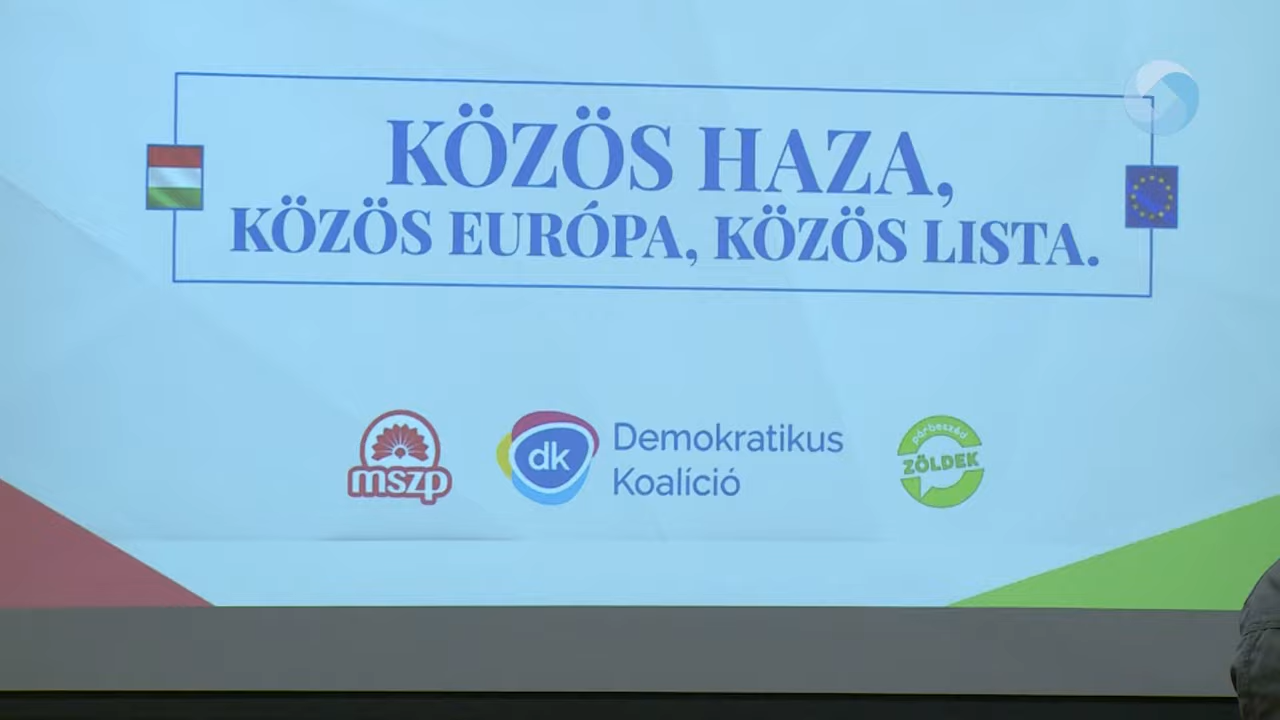 KÖZÖS HAZA,
KÖZÖS EURÓPA, KÖZÖS LISTA.
mszp
dk
Demokratikus
Koalíció
párbeszéd
ZÖLDEK